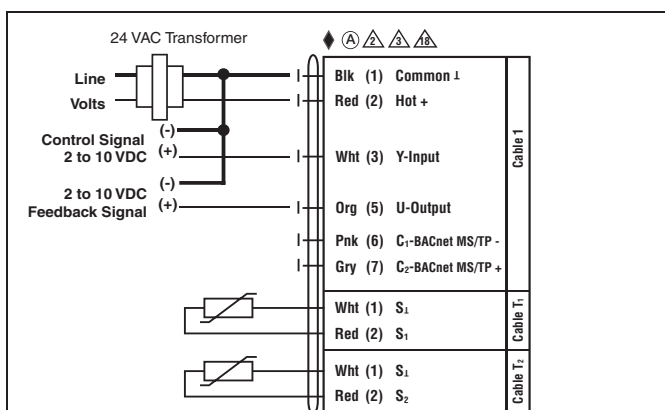 24 VAC Transformer
A 2 3 18
Line
Volts
Blk (1) Common ⊥
Red (2) Hot +
Control Signal (-)
2 to 10 VDC (+)
Wht (3) Y-Input
2 to 10 VDC (-)
Feedback Signal (+)
Org (5) U-Output
Pnk (6) C₁-BACnet MS/TP -
Gry (7) C₂-BACnet MS/TP +
Cable 1
Wht (1) S⊥
Red (2) S₁
Cable T₁
Wht (1) S⊥
Red (2) S₂
Cable T₂